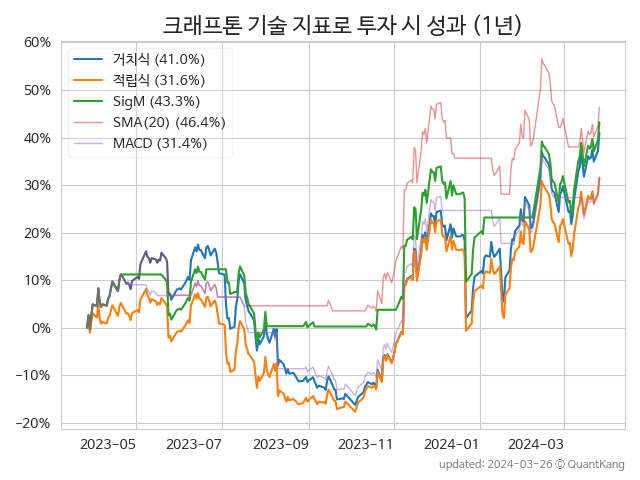 크래프톤 기술 지표로 투자 시 성과 (1년)
60%
50%
40%
30%
20%
10%
0%
−10%
−20%
거치식 (41.0%)
적립식 (31.6%)
SigM (43.3%)
SMA(20) (46.4%)
MACD (31.4%)
2023-05
2023-07
2023-09
2023-11
2024-01
2024-03
updated: 2024-03-26 © QuantKang